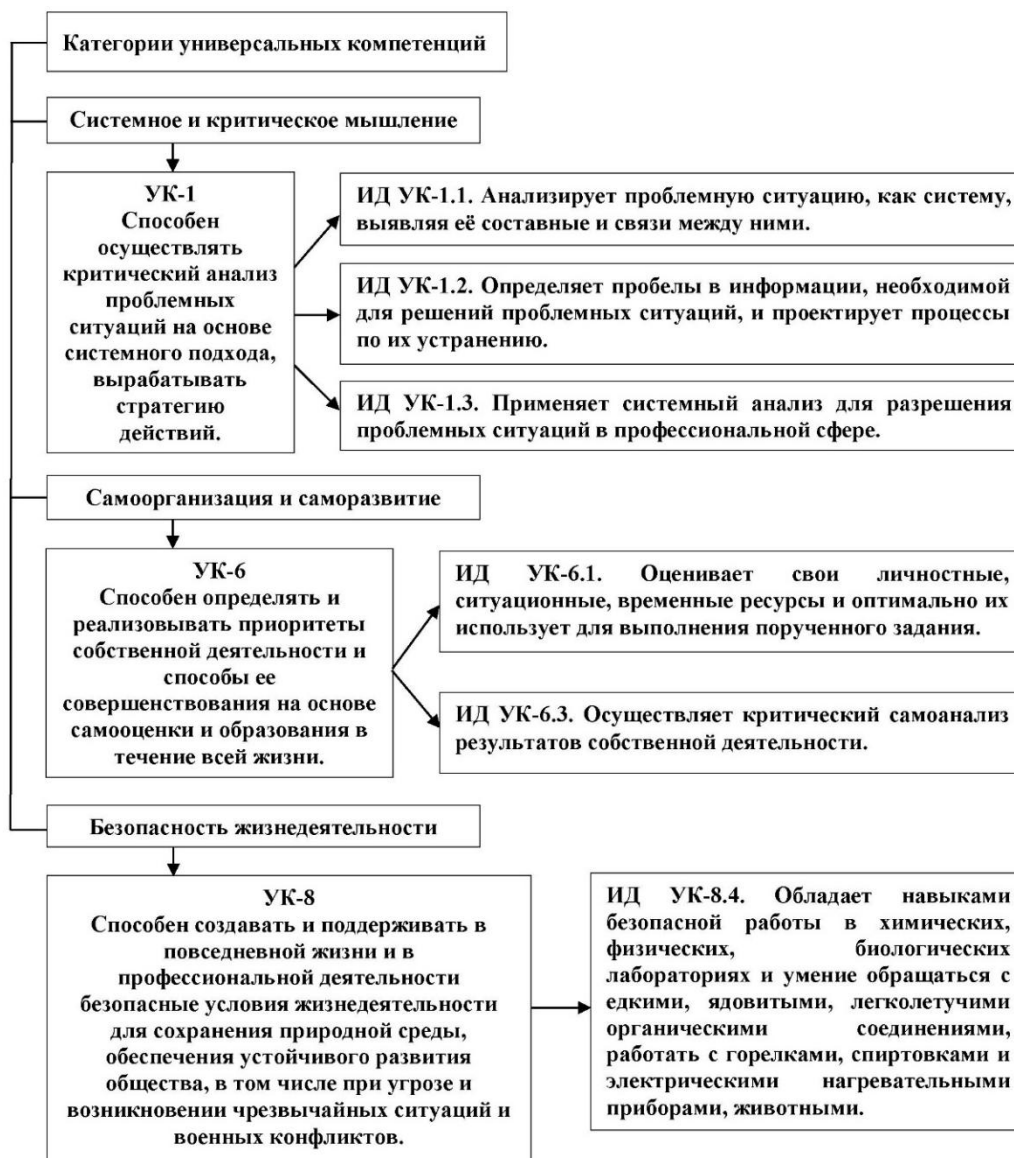 Категории универсальных компетенций
Системное и критическое мышление
УК-1
Способен
осуществлять
критический анализ
проблемных
ситуаций на основе
системного подхода,
вырабатывать
стратегию
действий.
ИД УК-1.1. Анализирует проблемную ситуацию, как систему,
выявляя её составные и связи между ними.
ИД УК-1.2. Определяет пробелы в информации, необходимой
для решений проблемных ситуаций, и проектирует процессы
по их устранению.
ИД УК-1.3. Применяет системный анализ для разрешения
проблемных ситуаций в профессиональной сфере.
Самоорганизация и саморазвитие
УК-6
Способен определять и
реализовывать приоритеты
собственной деятельности и
способы ее
совершенствования на основе
самооценки и образования в
течение всей жизни.
ИД УК-6.1. Оценивает свои личностные,
ситуационные, временные ресурсы и оптимально их
использует для выполнения порученного задания.
ИД УК-6.3. Осуществляет критический самоанализ
результатов собственной деятельности.
Безопасность жизнедеятельности
УК-8
Способен создавать и поддерживать в
повседневной жизни и в
профессиональной деятельности
безопасные условия жизнедеятельности
для сохранения природной среды,
обеспечения устойчивого развития
общества, в том числе при угрозе и
возникновении чрезвычайных ситуаций и
военных конфликтов.
ИД УК-8.4. Обладает навыками
безопасной работы в химических,
физических, биологических
лабораториях и умение обращаться с
едкими, ядовитыми, легколетучими
органическими соединениями,
работать с горелками, спиртовками и
электрическими нагревательными
приборами, животными.